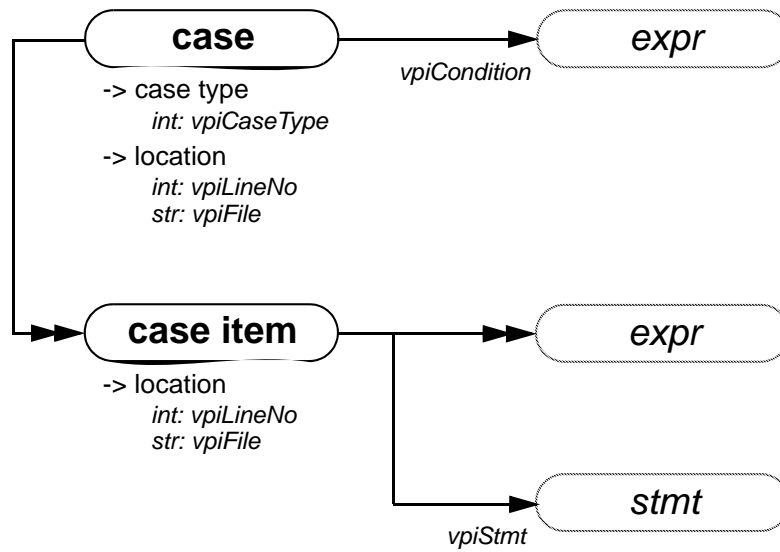 case
expr
vpiCondition
-> case type
int: vpiCaseType
-> location
int: vpiLineNo
str: vpiFile
case item
expr
-> location
int: vpiLineNo
str: vpiFile
stmt
vpiStmt